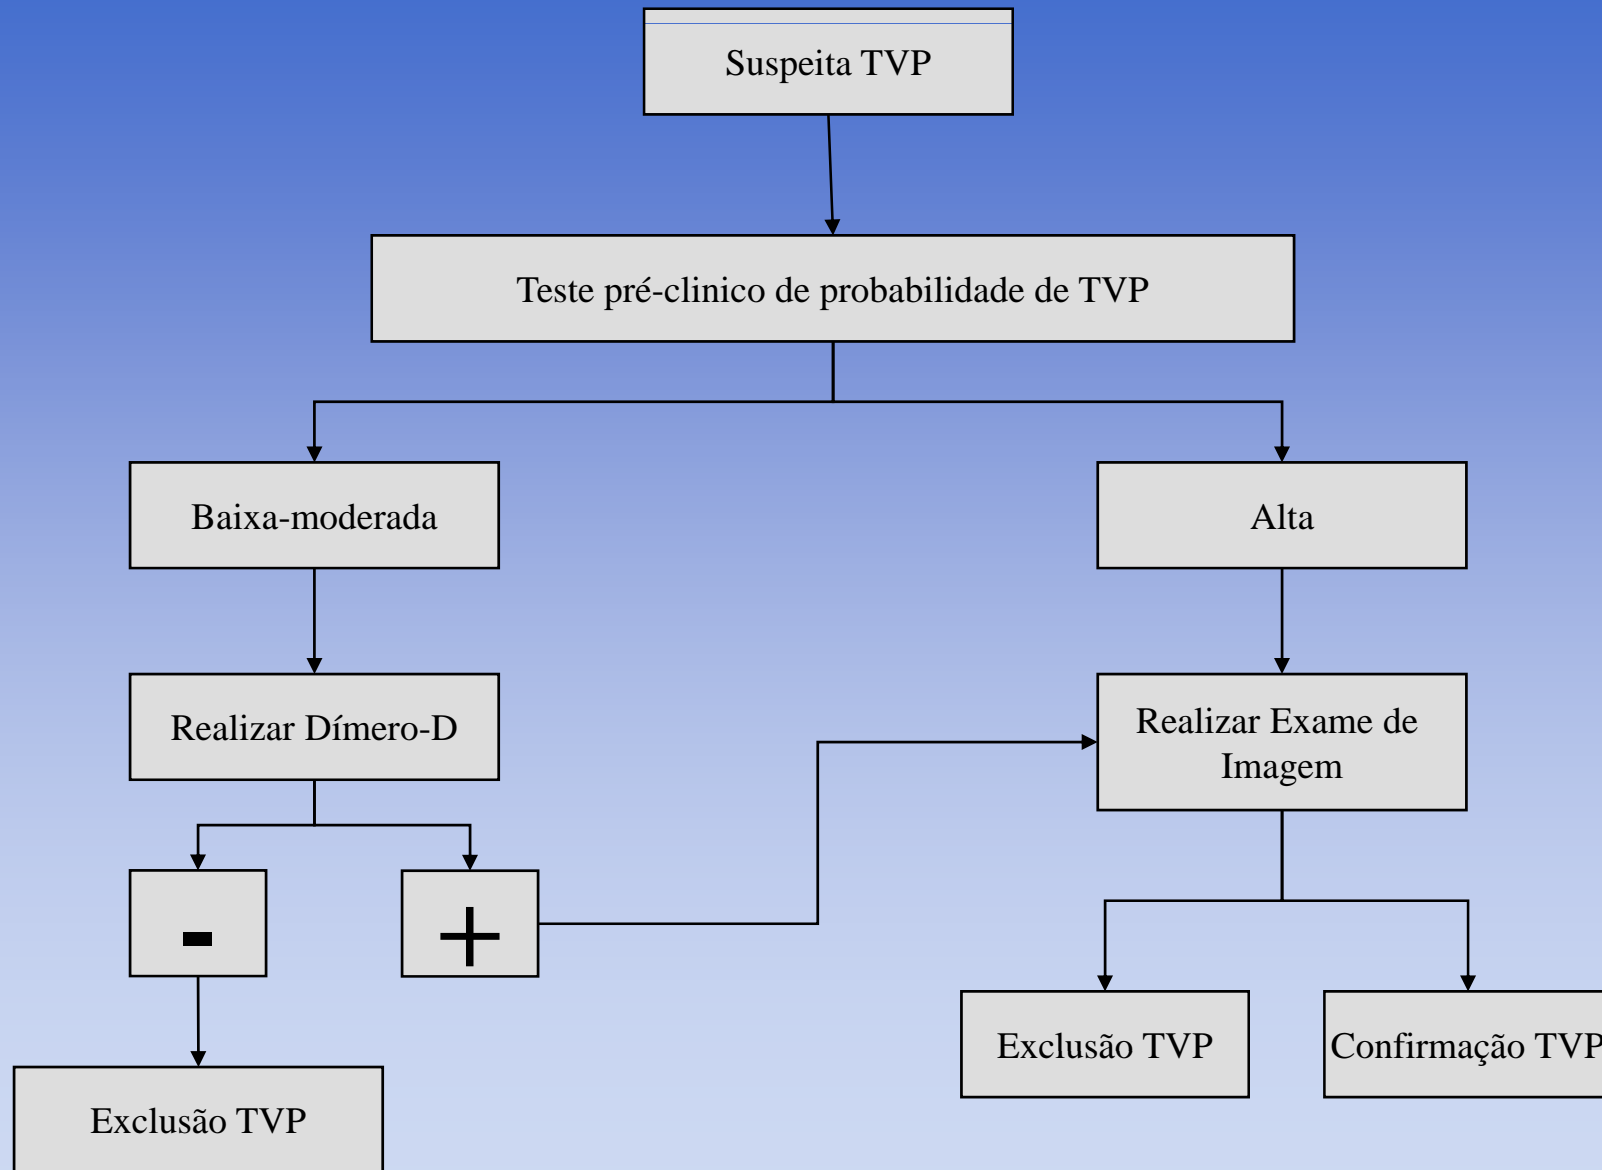 Suspeita TVP
Teste pré-clinico de probabilidade de TVP
Baixa-moderada
Alta
Realizar Dímero-D
Realizar Exame de
Imagem
-
+
Exclusão TVP
Confirmação TVP
Exclusão TVP